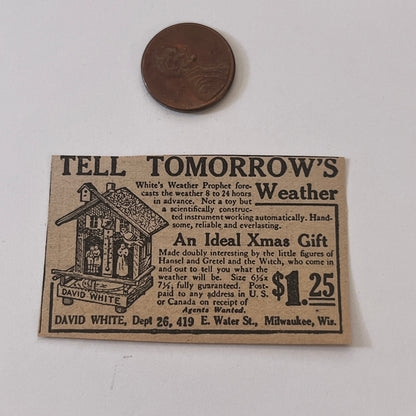 TELL TOMORROW'S
White's Weather Prophet fore-
casts the weather 8 to 24 hours
in advance. Not a toy but
Weather
a scientifically construc-
ted instrument working automatically. Hand-
some, reliable and everlasting.
An Ideal Xmas Gift
Made doubly interesting by the little figures of
Hansel and Gretel and the Witch, who come in
and out to tell you what the
weather will be. Size 6½x
7½, fully guaranteed. Post-
paid to any address in U. S.
or Canada on receipt of
$1.25
Agents Wanted.
DAVID WHITE
DAVID WHITE, Dept 26, 419 E. Water St., Milwaukee, Wis.